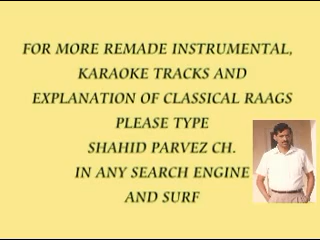 FOR MORE REMADE INSTRUMENTAL,
KARAOKE TRACKS AND
EXPLANATION OF CLASSICAL RAAGS
PLEASE TYPE
SHAHID PARVEZ CH.
IN ANY SEARCH ENGINE
AND SURF